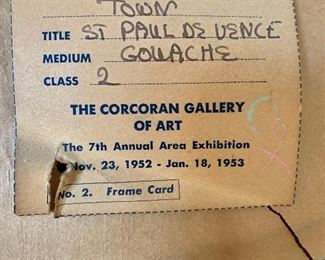 TOWN
TITLE ST PAUL DE VENCE
MEDIUM GOUACHE
CLASS 2
THE CORCORAN GALLERY
OF ART
The 7th Annual Area Exhibition
Nov. 23, 1952 - Jan. 18, 1953
No. 2. Frame Card